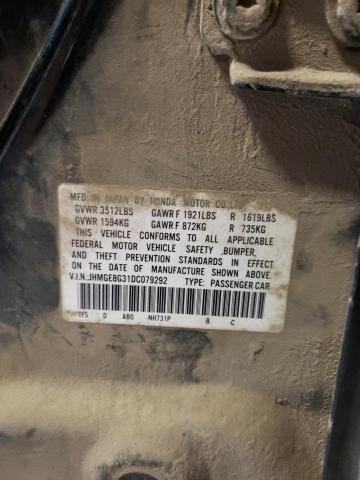 MFD. IN JAPAN BY HONDA MOTOR CO., LTD.
GVWR 3512LBS GAWR F 1921LBS R 1619LBS
GVWR 1594KG GAWR F 872KG R 735KG
THIS VEHICLE CONFORMS TO ALL APPLICABLE
FEDERAL MOTOR VEHICLE SAFETY, BUMPER,
AND THEFT PREVENTION STANDARDS IN EFFECT
ON THE DATE OF MANUFACTURE SHOWN ABOVE.
V.I.N.:JHMGE8G31DC079292 TYPE: PASSENGER CAR
TF5 0 AB0 NH731P B C